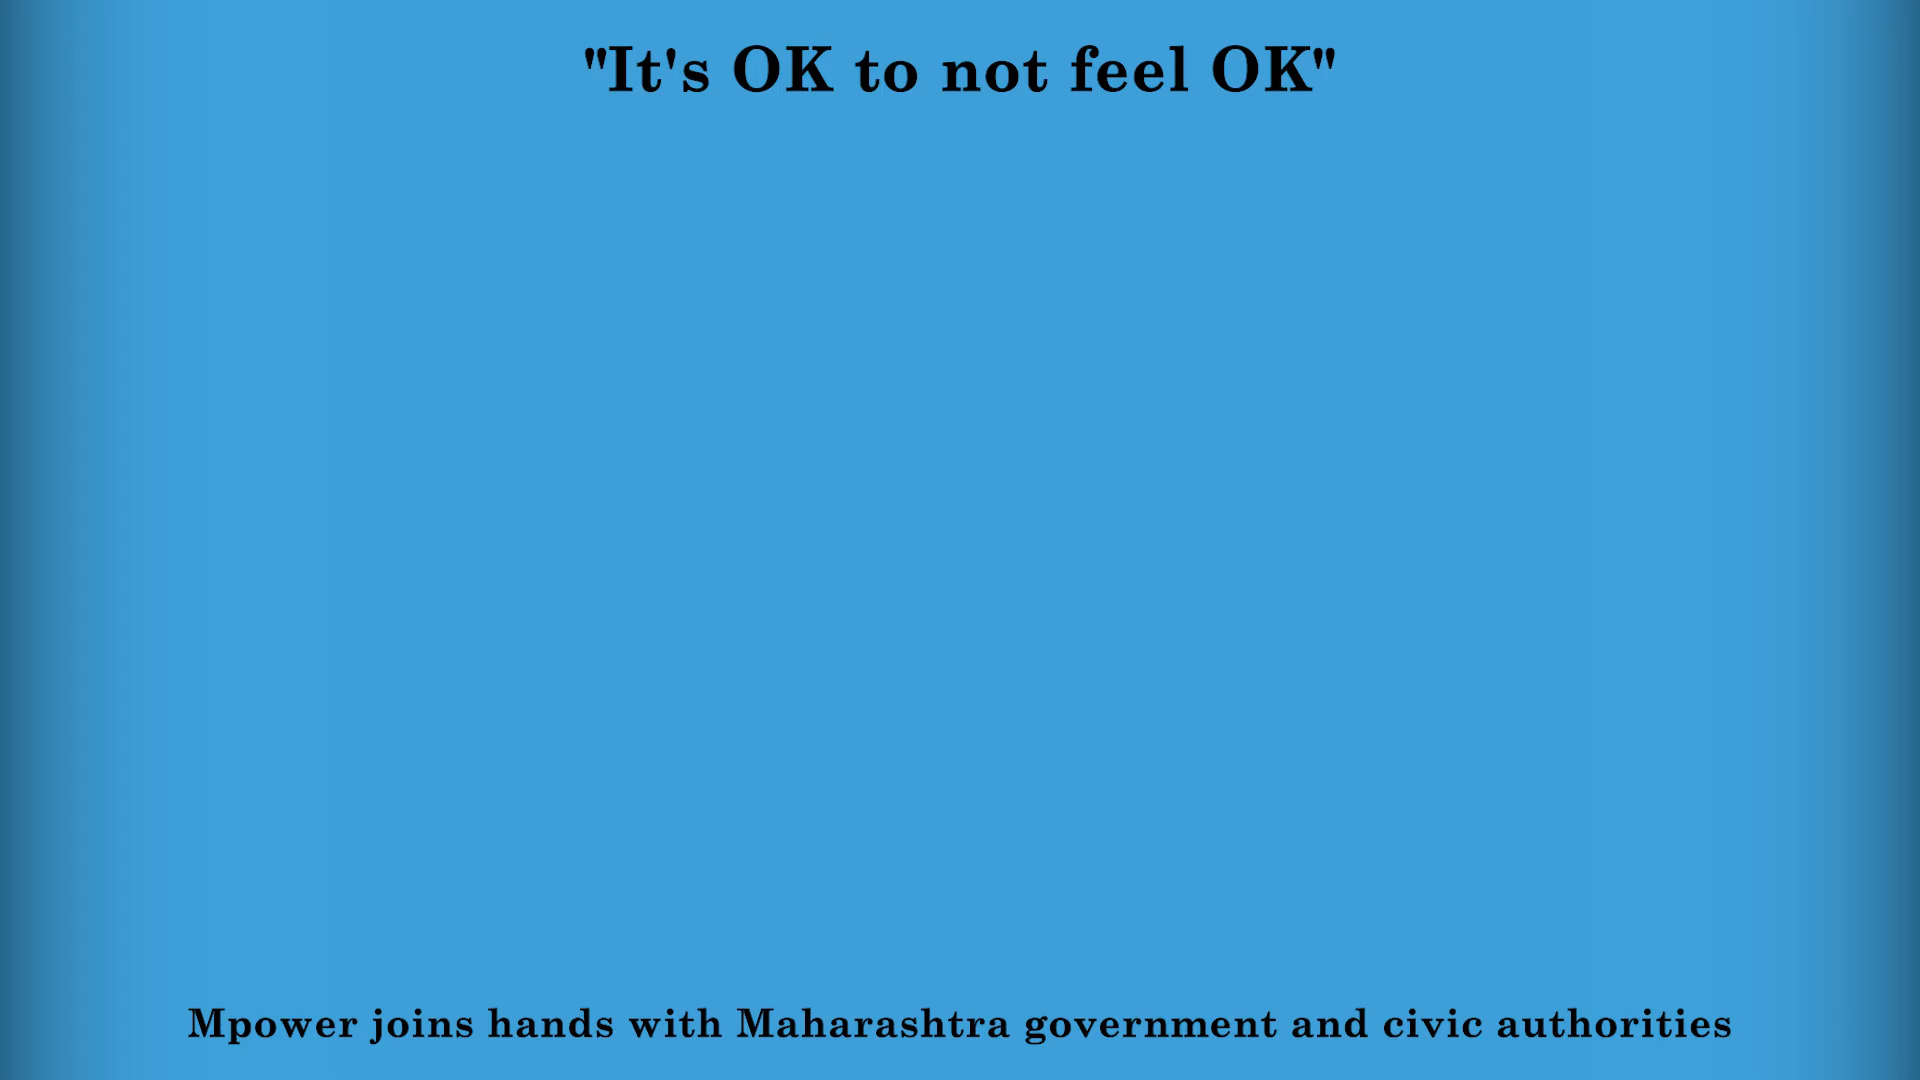 "It's OK to not feel OK"
Mpower joins hands with Maharashtra government and civic authorities